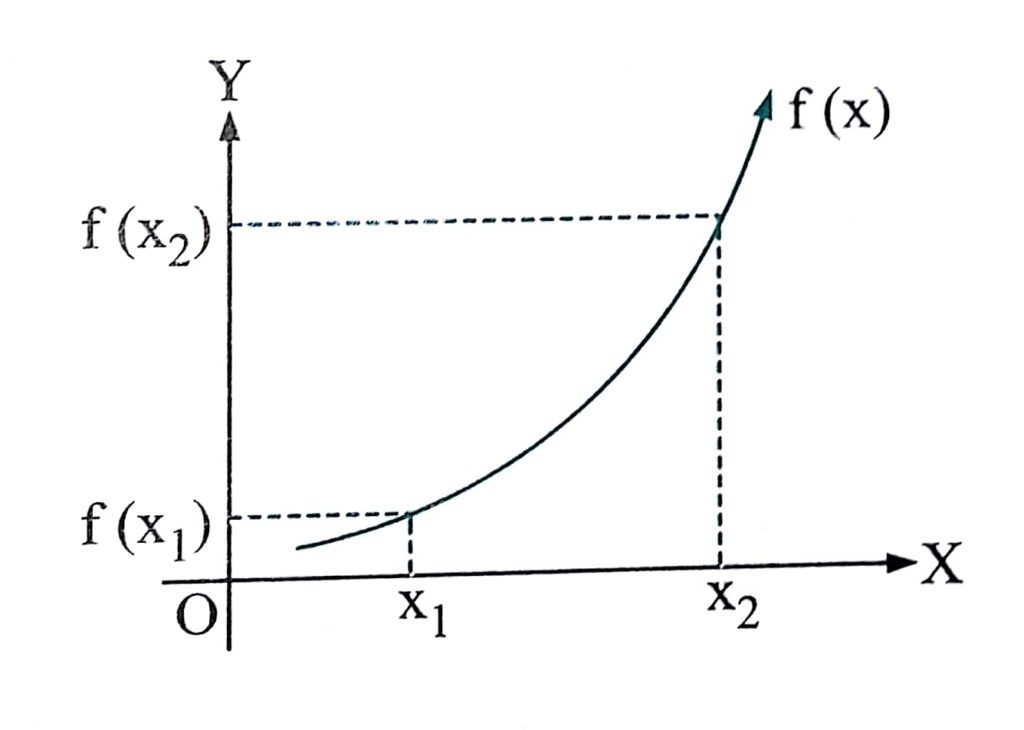 Y
f (x)
f (x₂)
f (x₁)
X
O
x₁
x₂